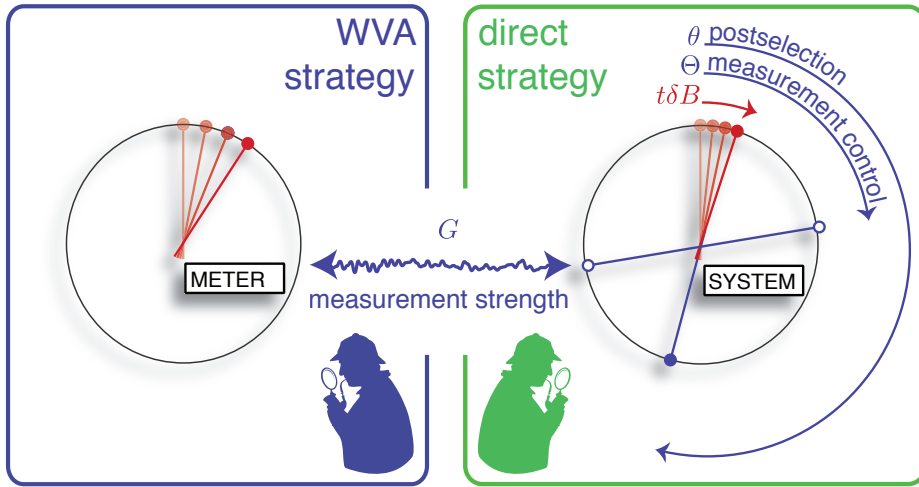 WVA
strategy
direct
strategy
θ postselection
Θ measurement control
tδB
G
measurement strength
METER
SYSTEM